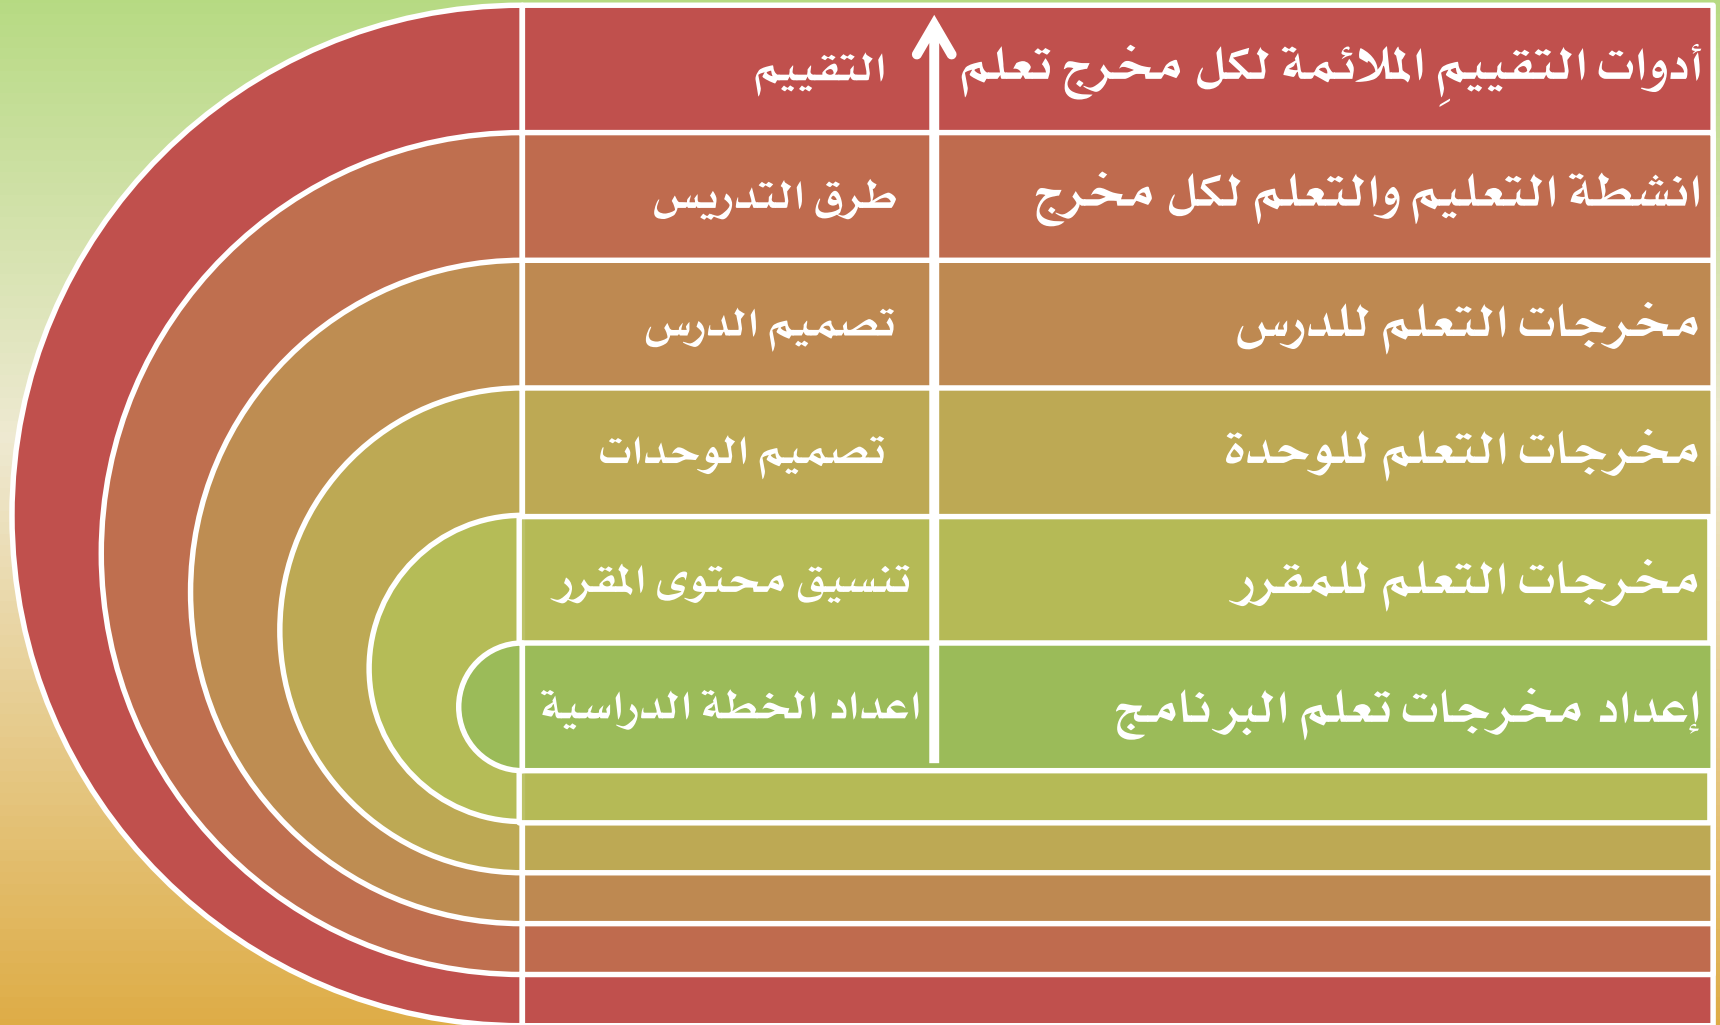 أدوات التقييمِ الملائمة لكل مخرج تعلم
التقييم
انشطة التعليم والتعلم لكل مخرج
طرق التدريس
مخرجات التعلم للدرس
تصميم الدرس
مخرجات التعلم للوحدة
تصميم الوحدات
مخرجات التعلم للمقرر
تنسيق محتوى المقرر
إعداد مخرجات تعلم البرنامج
اعداد الخطة الدراسية